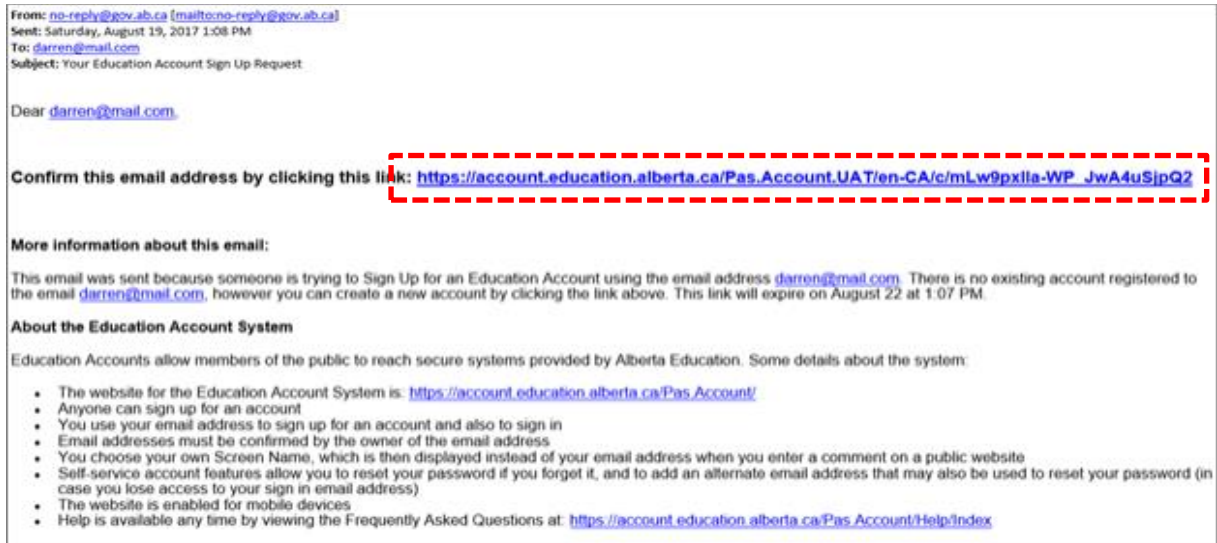 From: no-reply@gov.ab.ca [mailto:no-reply@gov.ab.ca]
Sent: Saturday, August 19, 2017 1:08 PM
To: darren@mail.com
Subject: Your Education Account Sign Up Request
Dear darren@mail.com,
Confirm this email address by clicking this link: https://account.education.alberta.ca/Pas.Account.UAT/en-CA/c/mLw9pxlla-WP_JwA4uSjpQ2
More information about this email:
This email was sent because someone is trying to Sign Up for an Education Account using the email address darren@mail.com. There is no existing account registered to
the email darren@mail.com, however you can create a new account by clicking the link above. This link will expire on August 22 at 1:07 PM.
About the Education Account System
Education Accounts allow members of the public to reach secure systems provided by Alberta Education. Some details about the system:
• The website for the Education Account System is: https://account.education.alberta.ca/Pas.Account/
• Anyone can sign up for an account
• You use your email address to sign up for an account and also to sign in
• Email addresses must be confirmed by the owner of the email address
• You choose your own Screen Name, which is then displayed instead of your email address when you enter a comment on a public website
• Self-service account features allow you to reset your password if you forget it, and to add an alternate email address that may also be used to reset your password (in
case you lose access to your sign in email address)
• The website is enabled for mobile devices
• Help is available any time by viewing the Frequently Asked Questions at: https://account.education.alberta.ca/Pas.Account/Help/Index